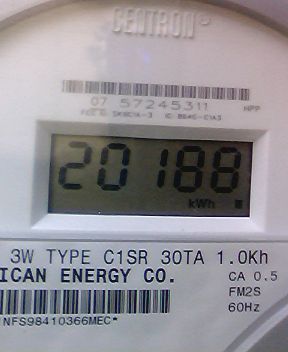 CENTRON
07 57245311 HPP
20188
kWh
3W TYPE C1SR 30TA 1.0Kh
ICAN ENERGY CO. CA 0.5
FM2S
60Hz
NFS98410366MEC*